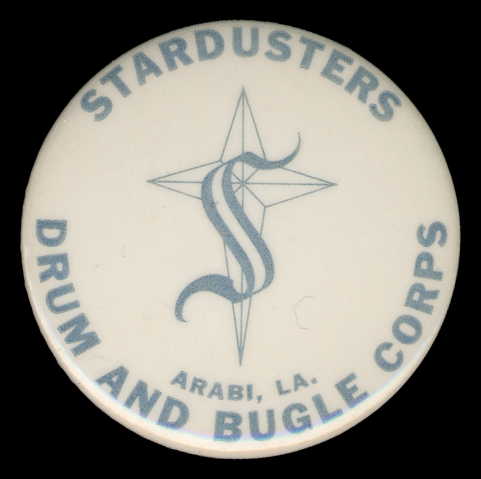 STARDUSTERS
S
ARABI, LA.
DRUM AND BUGLE CORPS